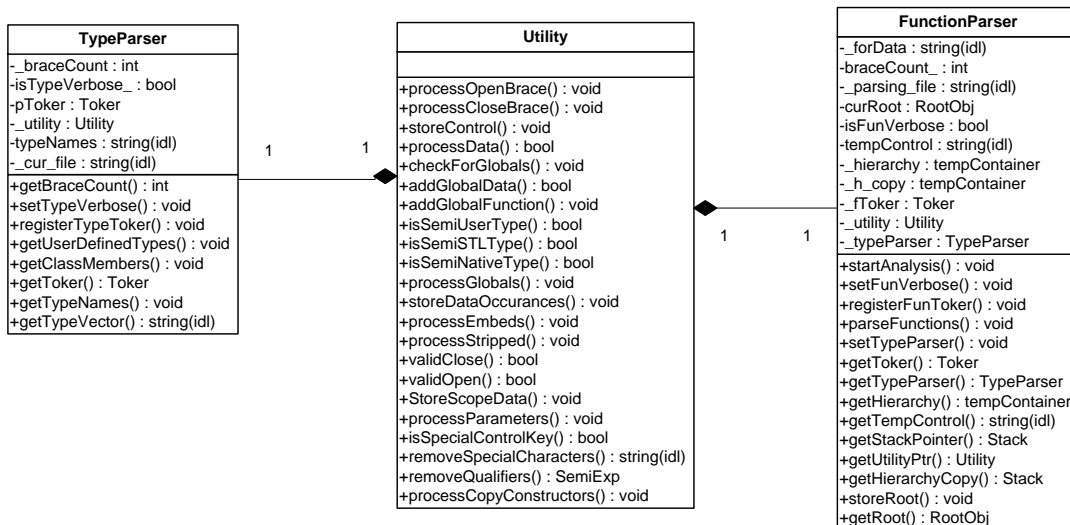 TypeParser
-_braceCount : int
-isTypeVerbose_ : bool
-pToker : Toker
-_utility : Utility
-typeNames : string(idl)
-_cur_file : string(idl)
+getBraceCount() : int
+setTypeVerbose() : void
+registerTypeToker() : void
+getUserDefinedTypes() : void
+getClassMembers() : void
+getToker() : Toker
+getTypeNames() : void
+getTypeVector() : string(idl)
1
1
Utility
+processOpenBrace() : void
+processCloseBrace() : void
+storeControl() : void
+processData() : bool
+checkForGlobals() : void
+addGlobalData() : bool
+addGlobalFunction() : void
+isSemiUserType() : bool
+isSemiSTLType() : bool
+isSemiNativeType() : bool
+processGlobals() : void
+storeDataOccurances() : void
+processEmbeds() : void
+processStripped() : void
+validClose() : bool
+validOpen() : bool
+StoreScopeData() : void
+processParameters() : void
+isSpecialControlKey() : bool
+removeSpecialCharacters() : string(idl)
+removeQualifiers() : SemiExp
+processCopyConstructors() : void
1
1
FunctionParser
-_forData : string(idl)
-braceCount_ : int
-_parsing_file : string(idl)
-curRoot : RootObj
-isFunVerbose : bool
-tempControl : string(idl)
-_hierarchy : tempContainer
-_h_copy : tempContainer
-_fToker : Toker
-_utility : Utility
-_typeParser : TypeParser
+startAnalysis() : void
+setFunVerbose() : void
+registerFunToker() : void
+parseFunctions() : void
+setTypeParser() : void
+getToker() : Toker
+getTypeParser() : TypeParser
+getHierarchy() : tempContainer
+getTempControl() : string(idl)
+getStackPointer() : Stack
+getUtilityPtr() : Utility
+getHierarchyCopy() : Stack
+storeRoot() : void
+getRoot() : RootObj